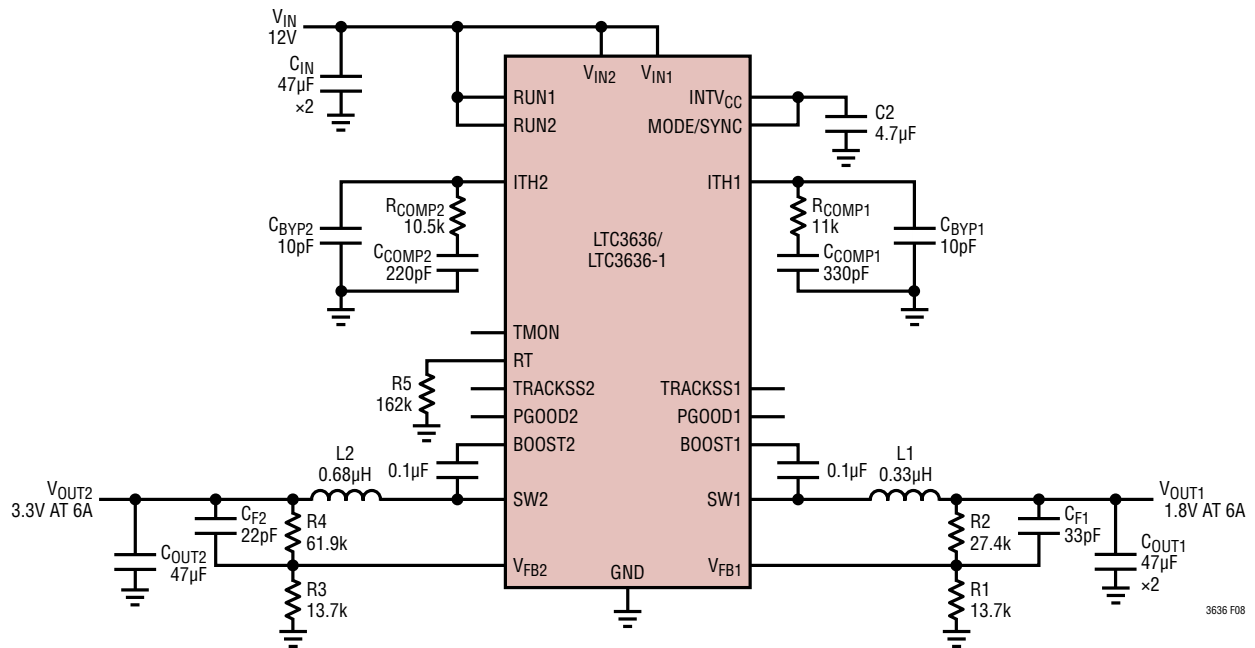 VIN
12V
CIN
47µF
×2
VIN2
VIN1
RUN1
RUN2
INTVCC
MODE/SYNC
C2
4.7µF
ITH2
ITH1
CBYP2
10pF
RCOMP2
10.5k
CCOMP2
220pF
LTC3636/
LTC3636-1
RCOMP1
11k
CCOMP1
330pF
CBYP1
10pF
TMON
RT
R5
162k
TRACKSS2
PGOOD2
BOOST2
TRACKSS1
PGOOD1
BOOST1
L2
0.68µH
0.1µF
SW2
0.1µF
L1
0.33µH
SW1
VOUT2
3.3V AT 6A
CF2
22pF
R4
61.9k
COUT2
47µF
VFB2
R3
13.7k
GND
VFB1
VOUT1
1.8V AT 6A
R2
27.4k
CF1
33pF
COUT1
47µF
×2
R1
13.7k
3636 F08